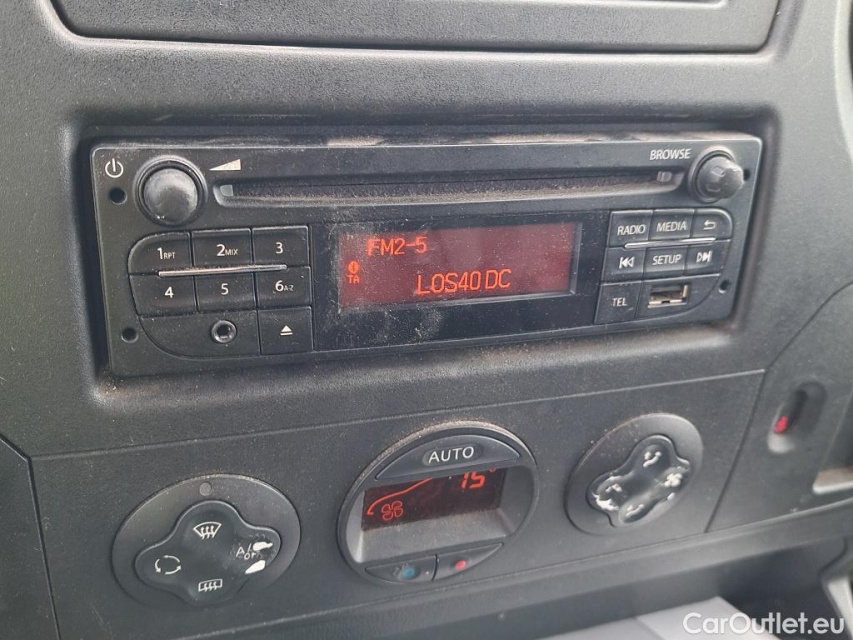 BROWSE
FM2-5
TA
LOS40 DC
1RPT 2MIX 3
4 5 6A-Z
RADIO MEDIA
SETUP
TEL
AUTO
15°
A/C
OFF
CarOutlet.eu